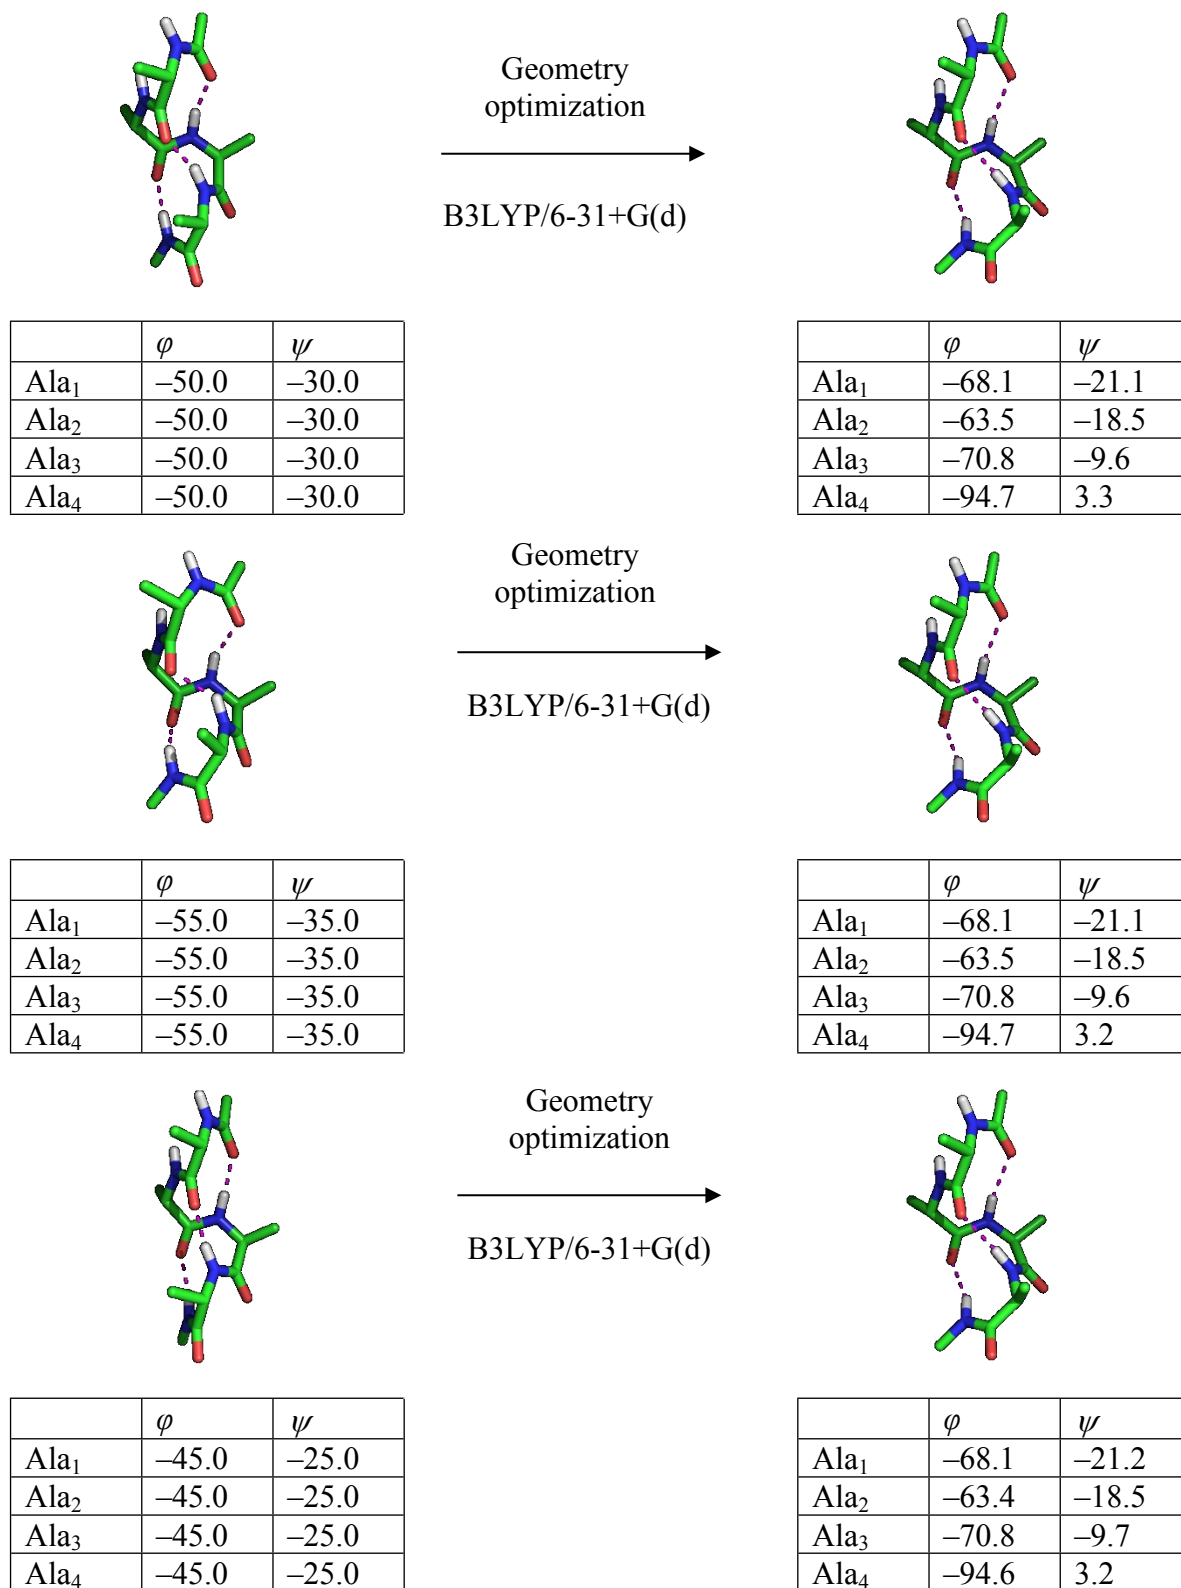 Geometry
optimization
B3LYP/6-31+G(d)
φ ψ
Ala₁ –50.0 –30.0
Ala₂ –50.0 –30.0
Ala₃ –50.0 –30.0
Ala₄ –50.0 –30.0
φ ψ
Ala₁ –68.1 –21.1
Ala₂ –63.5 –18.5
Ala₃ –70.8 –9.6
Ala₄ –94.7 3.3
Geometry
optimization
B3LYP/6-31+G(d)
φ ψ
Ala₁ –55.0 –35.0
Ala₂ –55.0 –35.0
Ala₃ –55.0 –35.0
Ala₄ –55.0 –35.0
φ ψ
Ala₁ –68.1 –21.1
Ala₂ –63.5 –18.5
Ala₃ –70.8 –9.6
Ala₄ –94.7 3.2
Geometry
optimization
B3LYP/6-31+G(d)
φ ψ
Ala₁ –45.0 –25.0
Ala₂ –45.0 –25.0
Ala₃ –45.0 –25.0
Ala₄ –45.0 –25.0
φ ψ
Ala₁ –68.1 –21.2
Ala₂ –63.4 –18.5
Ala₃ –70.8 –9.7
Ala₄ –94.6 3.2